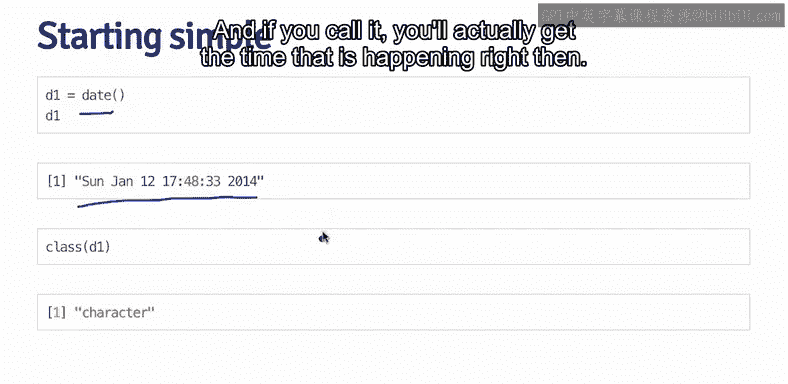 Starting simple
And if you call it, you'll actually get
the time that is happening right then.
d1 = date()
d1
[1] "Sun Jan 12 17:48:33 2014"
class(d1)
[1] "character"